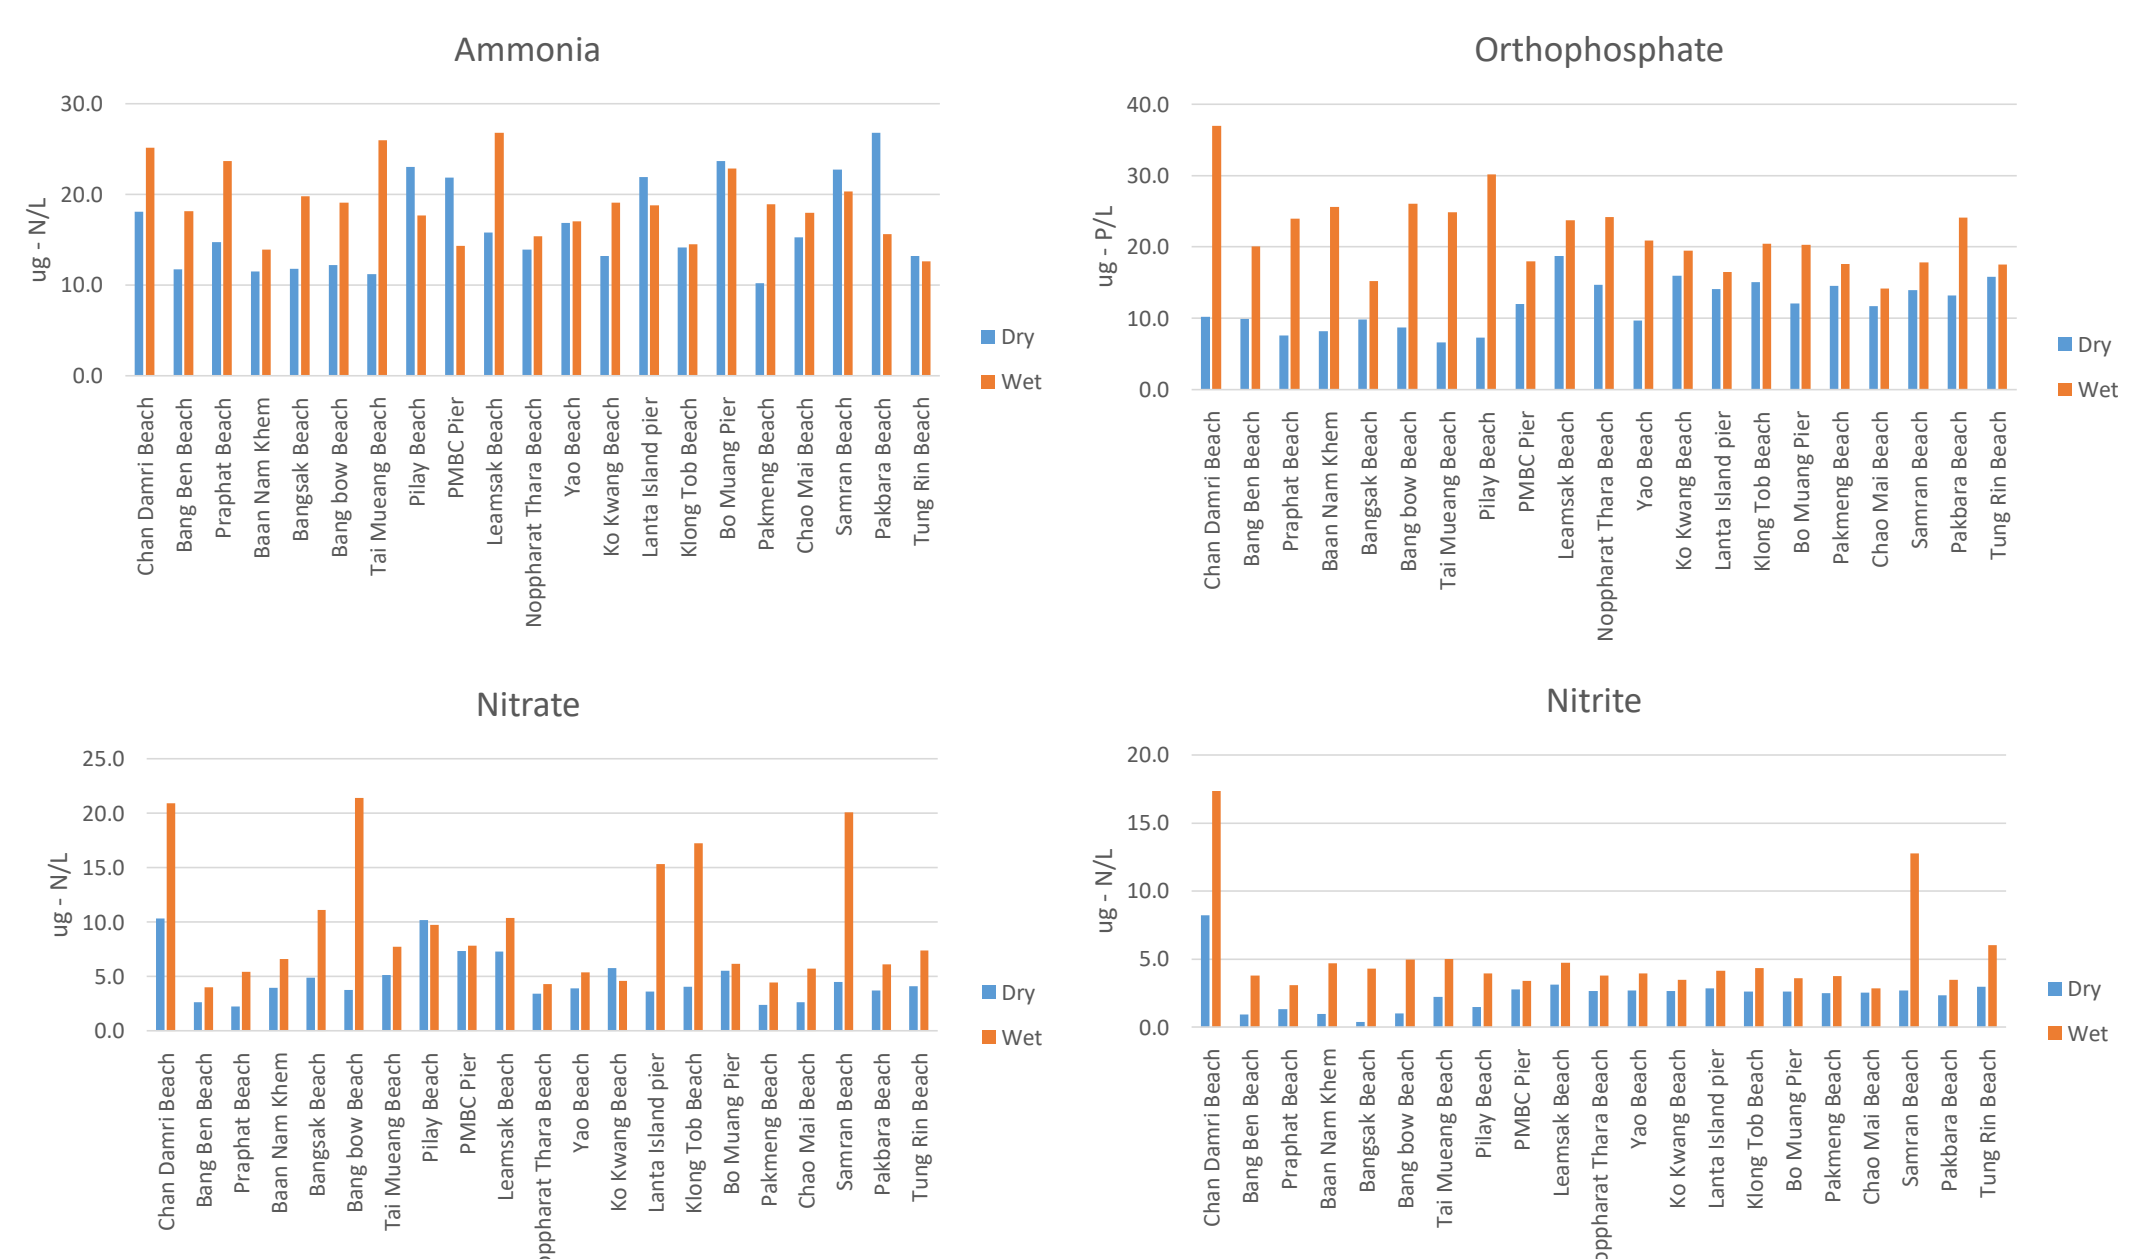 Ammonia
ug - N/L
30.0
20.0
10.0
0.0
Chan Damri Beach
Bang Ben Beach
Praphat Beach
Baan Nam Khem
Bangsak Beach
Bang bow Beach
Tai Mueang Beach
Pilay Beach
PMBC Pier
Leamsak Beach
Noppharat Thara Beach
Yao Beach
Ko Kwang Beach
Lanta Island pier
Klong Tob Beach
Bo Muang Pier
Pakmeng Beach
Chao Mai Beach
Samran Beach
Pakbara Beach
Tung Rin Beach
Dry
Wet
Orthophosphate
ug - P/L
40.0
30.0
20.0
10.0
0.0
Chan Damri Beach
Bang Ben Beach
Praphat Beach
Baan Nam Khem
Bangsak Beach
Bang bow Beach
Tai Mueang Beach
Pilay Beach
PMBC Pier
Leamsak Beach
Noppharat Thara Beach
Yao Beach
Ko Kwang Beach
Lanta Island pier
Klong Tob Beach
Bo Muang Pier
Pakmeng Beach
Chao Mai Beach
Samran Beach
Pakbara Beach
Tung Rin Beach
Dry
Wet
Nitrate
ug - N/L
25.0
20.0
15.0
10.0
5.0
0.0
Chan Damri Beach
Bang Ben Beach
Praphat Beach
Baan Nam Khem
Bangsak Beach
Bang bow Beach
Tai Mueang Beach
Pilay Beach
PMBC Pier
Leamsak Beach
Thara Beach
Yao Beach
Ko Kwang Beach
Lanta Island pier
Klong Tob Beach
Bo Muang Pier
Pakmeng Beach
Chao Mai Beach
Samran Beach
Pakbara Beach
Tung Rin Beach
Dry
Wet
Nitrite
ug - N/L
20.0
15.0
10.0
5.0
0.0
Chan Damri Beach
Bang Ben Beach
Praphat Beach
Baan Nam Khem
Bangsak Beach
Bang bow Beach
Tai Mueang Beach
Pilay Beach
PMBC Pier
Leamsak Beach
Thara Beach
Yao Beach
Ko Kwang Beach
Lanta Island pier
Klong Tob Beach
Bo Muang Pier
Pakmeng Beach
Chao Mai Beach
Samran Beach
Pakbara Beach
Tung Rin Beach
Dry
Wet